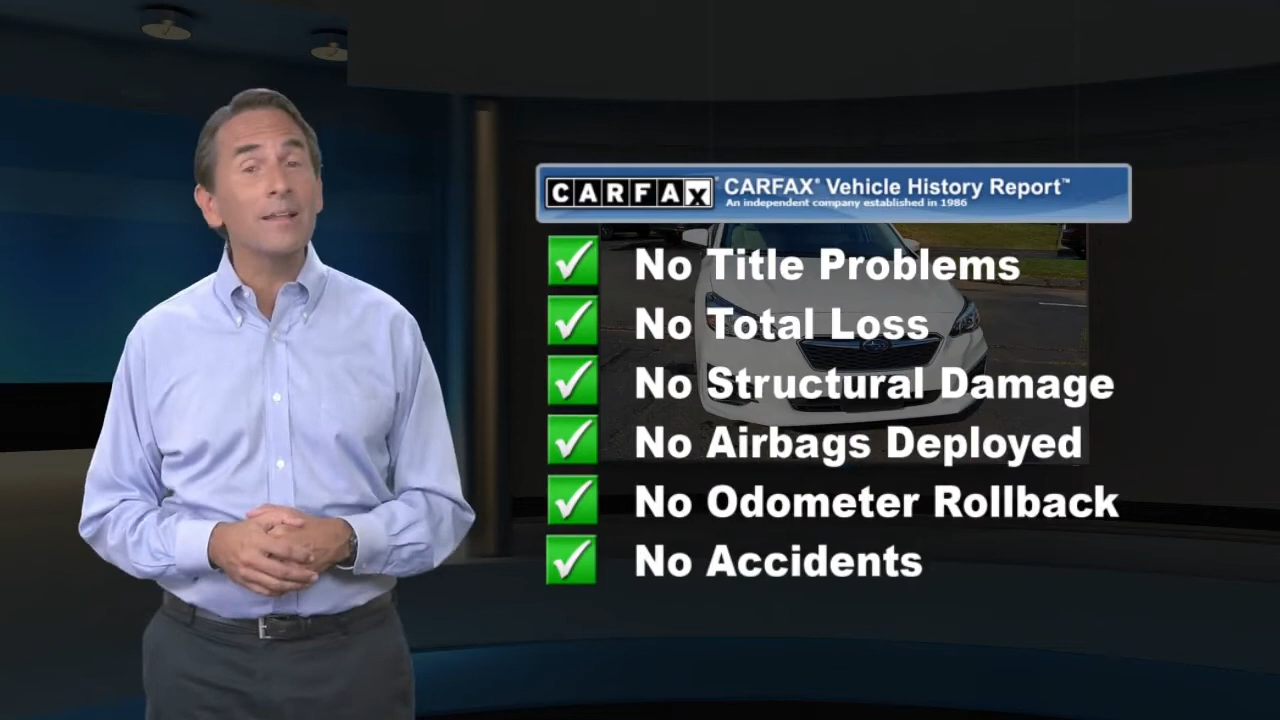 CARFAX® CARFAX® Vehicle History Report™
An independent company established in 1986
No Title Problems
No Total Loss
No Structural Damage
No Airbags Deployed
No Odometer Rollback
No Accidents